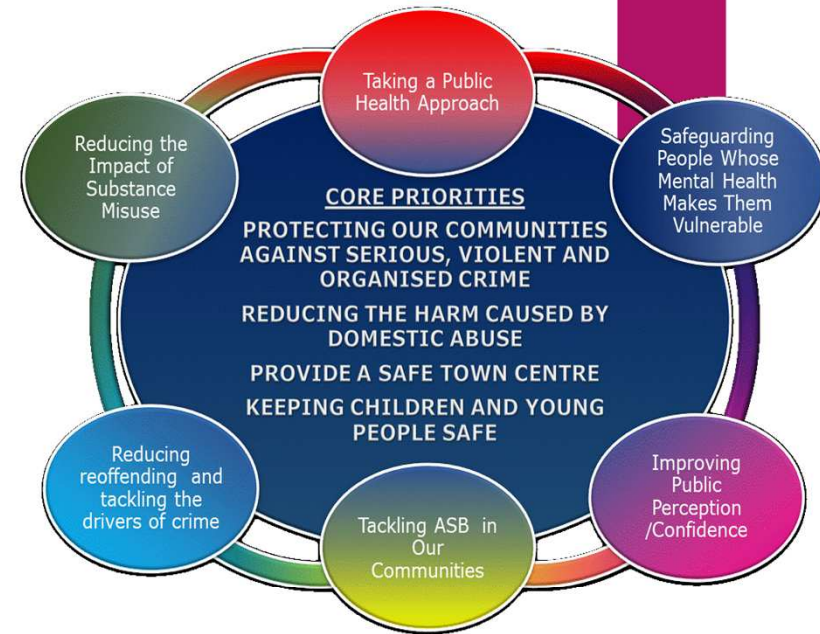 Taking a Public
Health Approach
Safeguarding
People Whose
Mental Health
Makes Them
Vulnerable
Improving
Public
Perception
/Confidence
Tackling ASB in
Our
Communities
Reducing
reoffending and
tackling the
drivers of crime
Reducing the
Impact of
Substance
Misuse
CORE PRIORITIES
PROTECTING OUR COMMUNITIES
AGAINST SERIOUS, VIOLENT AND
ORGANISED CRIME
REDUCING THE HARM CAUSED BY
DOMESTIC ABUSE
PROVIDE A SAFE TOWN CENTRE
KEEPING CHILDREN AND YOUNG
PEOPLE SAFE